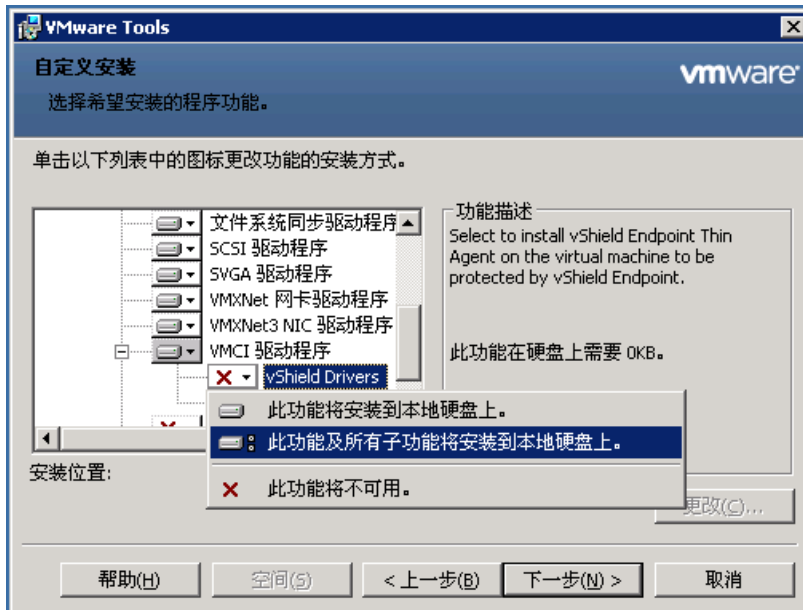 VMware Tools
自定义安装
选择希望安装的程序功能。
vmware
单击以下列表中的图标更改功能的安装方式。
文件系统同步驱动程序
SCSI 驱动程序
SVGA 驱动程序
VMXNet 网卡驱动程序
VMXNet3 NIC 驱动程序
VMCI 驱动程序
vShield Drivers
功能描述
Select to install vShield Endpoint Thin
Agent on the virtual machine to be
protected by vShield Endpoint.
此功能在硬盘上需要 0KB。
此功能将安装到本地硬盘上。
此功能及所有子功能将安装到本地硬盘上。
此功能将不可用。
安装位置:
更改(C)...
帮助(H)
空间(S)
< 上一步(B)
下一步(N) >
取消